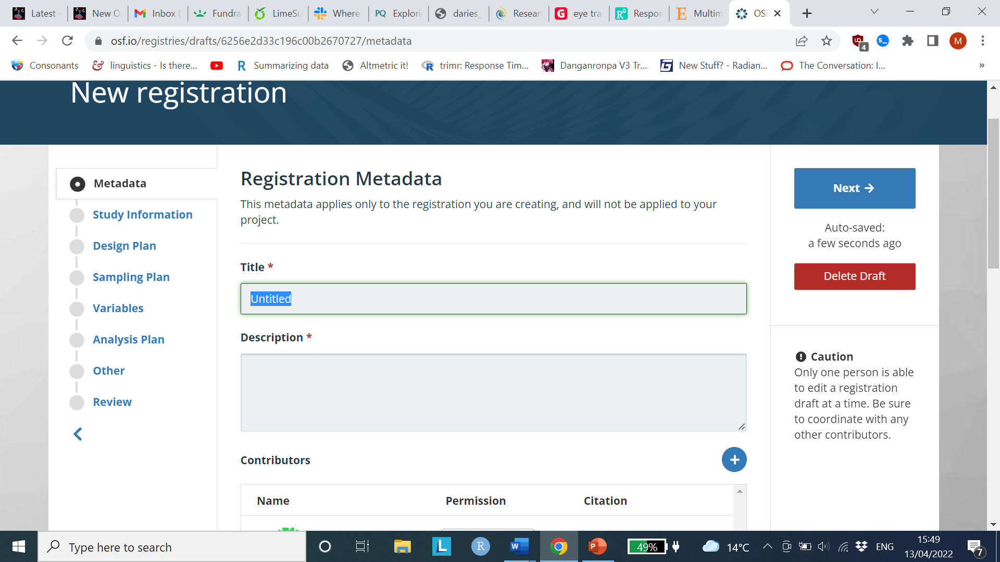 Latest
New O
Inbox (
Fundra
LimeSu
Where
PQ Explori
daries_
Resear
G eye tra
RG Respor
E Multim
OS
osf.io/registries/drafts/6256e2d33c196c00b2670727/metadata
4
S_
M
Consonants
linguistics - Is there...
R Summarizing data
Altmetric it!
R trimr: Response Tim...
Danganronpa V3 Tr...
New Stuff? - Radian...
The Conversation: I...
»
New registration
Metadata
Study Information
Design Plan
Sampling Plan
Variables
Analysis Plan
Other
Review
Registration Metadata
This metadata applies only to the registration you are creating, and will not be applied to your
project.
Title *
Untitled
Description *
Contributors
Name Permission Citation
Next →
Auto-saved:
a few seconds ago
Delete Draft
Caution
Only one person is able
to edit a registration
draft at a time. Be sure
to coordinate with any
other contributors.
Type here to search
L
R
W
P
49%
14°C
ENG
15:49
13/04/2022
7